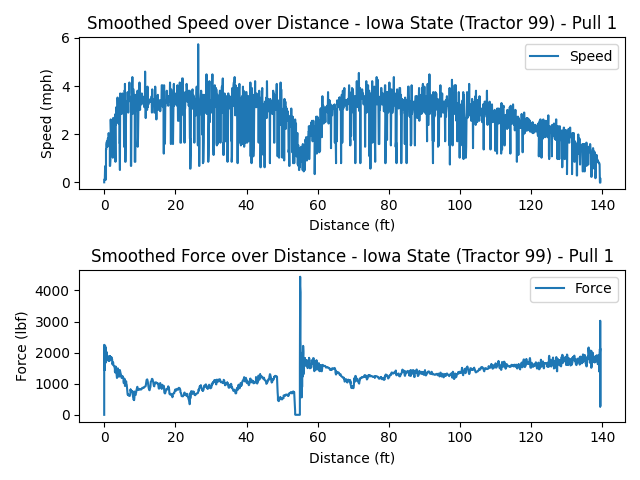 Smoothed Speed over Distance - Iowa State (Tractor 99) - Pull 1
Speed (mph)
6
4
2
0
Speed
0 20 40 60 80 100 120 140
Distance (ft)
Smoothed Force over Distance - Iowa State (Tractor 99) - Pull 1
Force (lbf)
4000
3000
2000
1000
0
Force
0 20 40 60 80 100 120 140
Distance (ft)